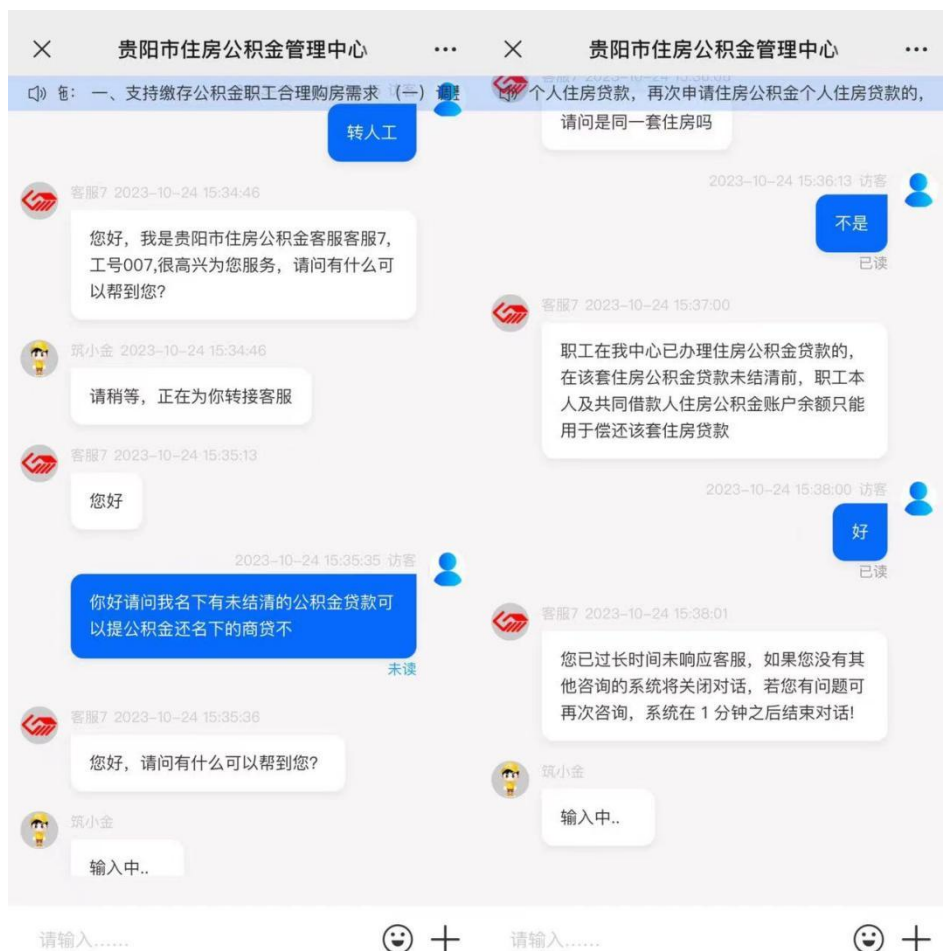 贵阳市住房公积金管理中心
一、支持缴存公积金职工合理购房需求 （一）
转人工
客服7 2023-10-24 15:34:46
您好，我是贵阳市住房公积金客服客服7,
工号007,很高兴为您服务，请问有什么可
以帮到您?
筑小金 2023-10-24 15:34:46
请稍等，正在为你转接客服
客服7 2023-10-24 15:35:13
您好
2023-10-24 15:35:35 访客
你好请问我名下有未结清的公积金贷款可
以提公积金还名下的商贷不
未读
客服7 2023-10-24 15:35:36
您好，请问有什么可以帮到您?
筑小金
输入中..
请输入......
贵阳市住房公积金管理中心
个人住房贷款，再次申请住房公积金个人住房贷款的，
请问是同一套住房吗
2023-10-24 15:36:13 访客
不是
已读
客服7 2023-10-24 15:37:00
职工在我中心已办理住房公积金贷款的，
在该套住房公积金贷款未结清前，职工本
人及共同借款人住房公积金账户余额只能
用于偿还该套住房贷款
2023-10-24 15:38:00 访客
好
已读
客服7 2023-10-24 15:38:01
您已过长时间未响应客服，如果您没有其
他咨询的系统将关闭对话，若您有问题可
再次咨询，系统在 1 分钟之后结束对话!
筑小金
输入中..
请输入......